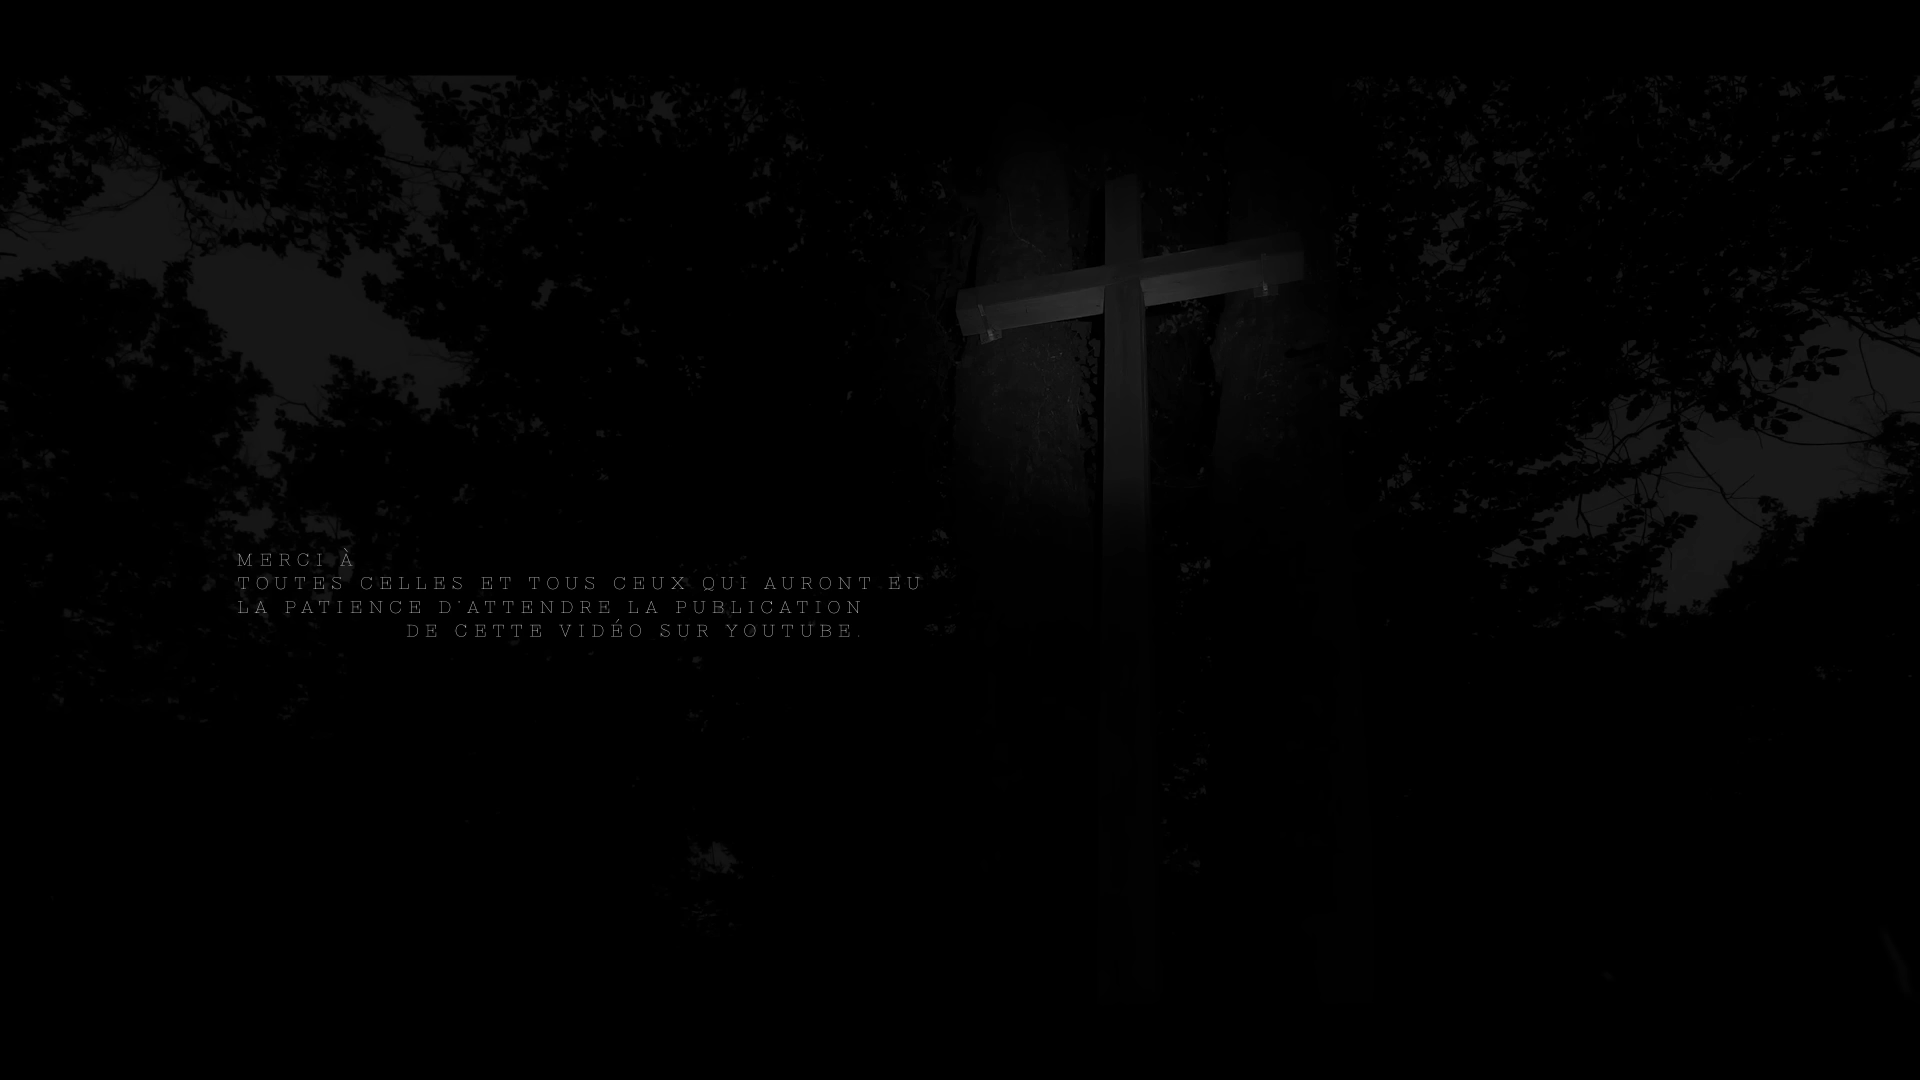 MERCI À
TOUTES CELLES ET TOUS CEUX QUI AURONT EU
LA PATIENCE D'ATTENDRE LA PUBLICATION
DE CETTE VIDÉO SUR YOUTUBE.